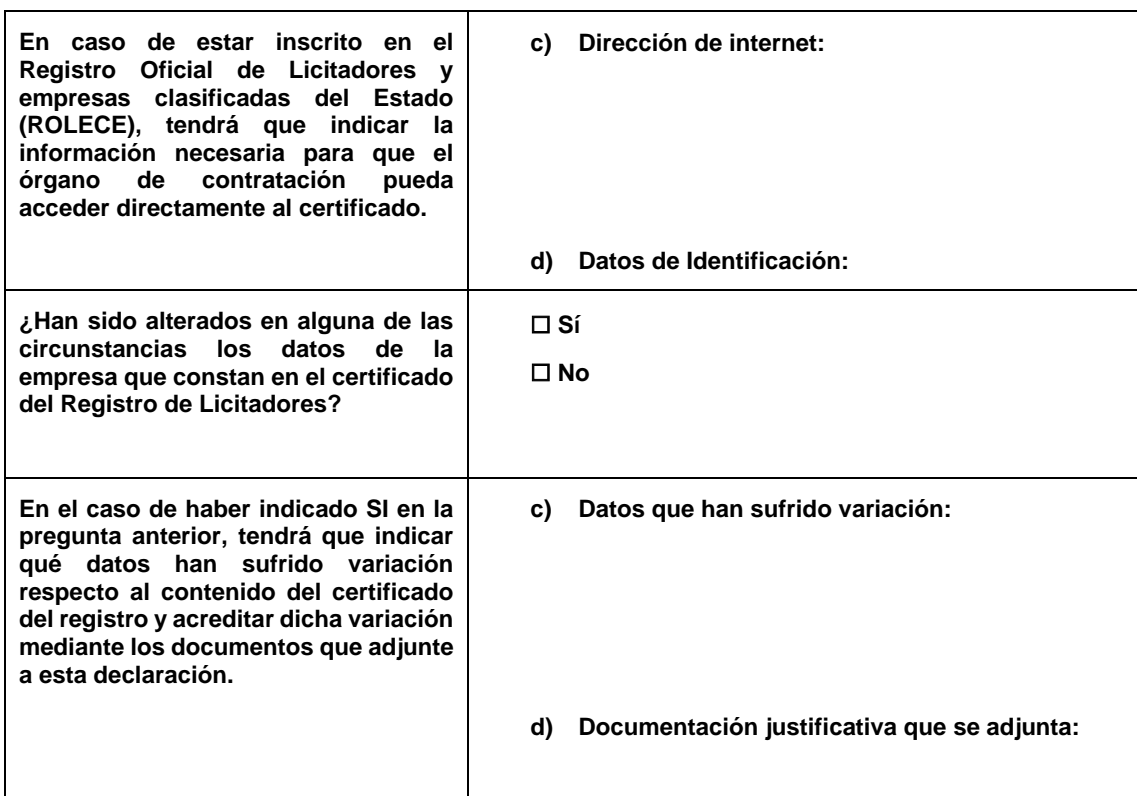 En caso de estar inscrito en el
Registro Oficial de Licitadores y
empresas clasificadas del Estado
(ROLECE), tendrá que indicar la
información necesaria para que el
órgano de contratación pueda
acceder directamente al certificado.
c) Dirección de internet:
d) Datos de Identificación:
¿Han sido alterados en alguna de las
circunstancias los datos de la
empresa que constan en el certificado
del Registro de Licitadores?
☐ Sí
☐ No
En el caso de haber indicado SI en la
pregunta anterior, tendrá que indicar
qué datos han sufrido variación
respecto al contenido del certificado
del registro y acreditar dicha variación
mediante los documentos que adjunte
a esta declaración.
c) Datos que han sufrido variación:
d) Documentación justificativa que se adjunta: